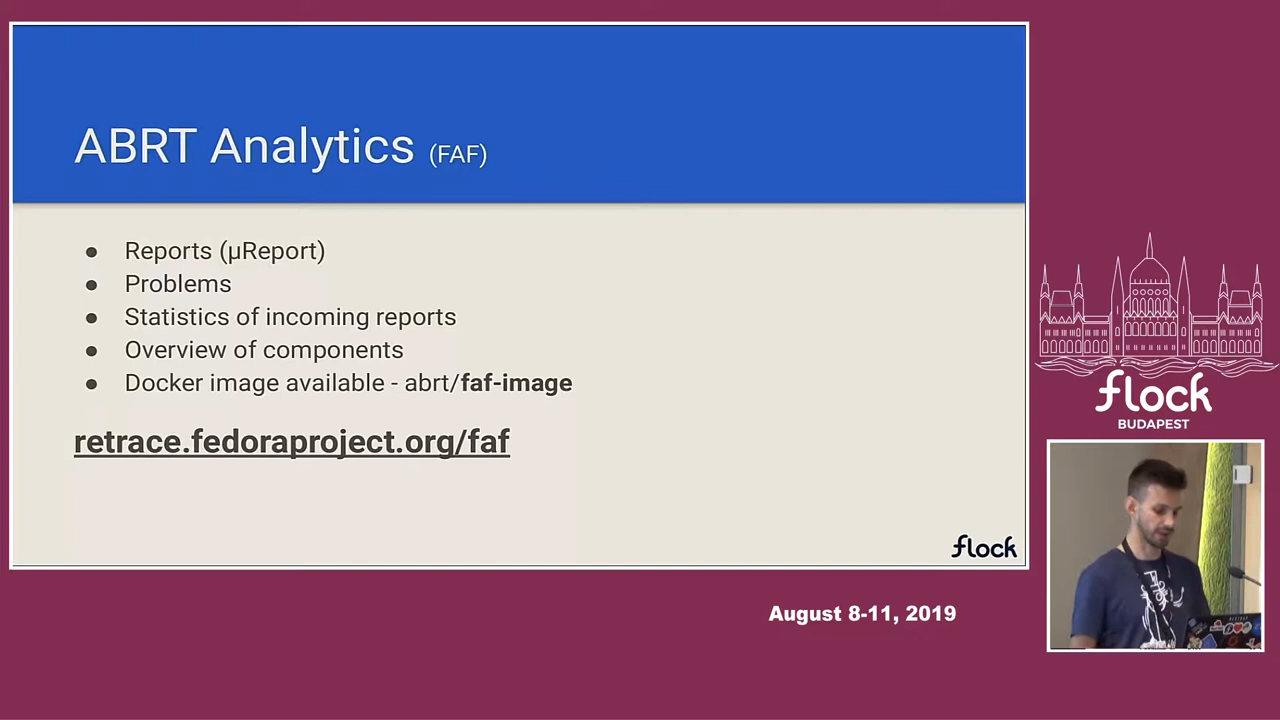 ABRT Analytics (FAF)
Reports (µReport)
Problems
Statistics of incoming reports
Overview of components
Docker image available - abrt/faf-image
retrace.fedoraproject.org/faf
flock
flock
BUDAPEST
August 8-11, 2019